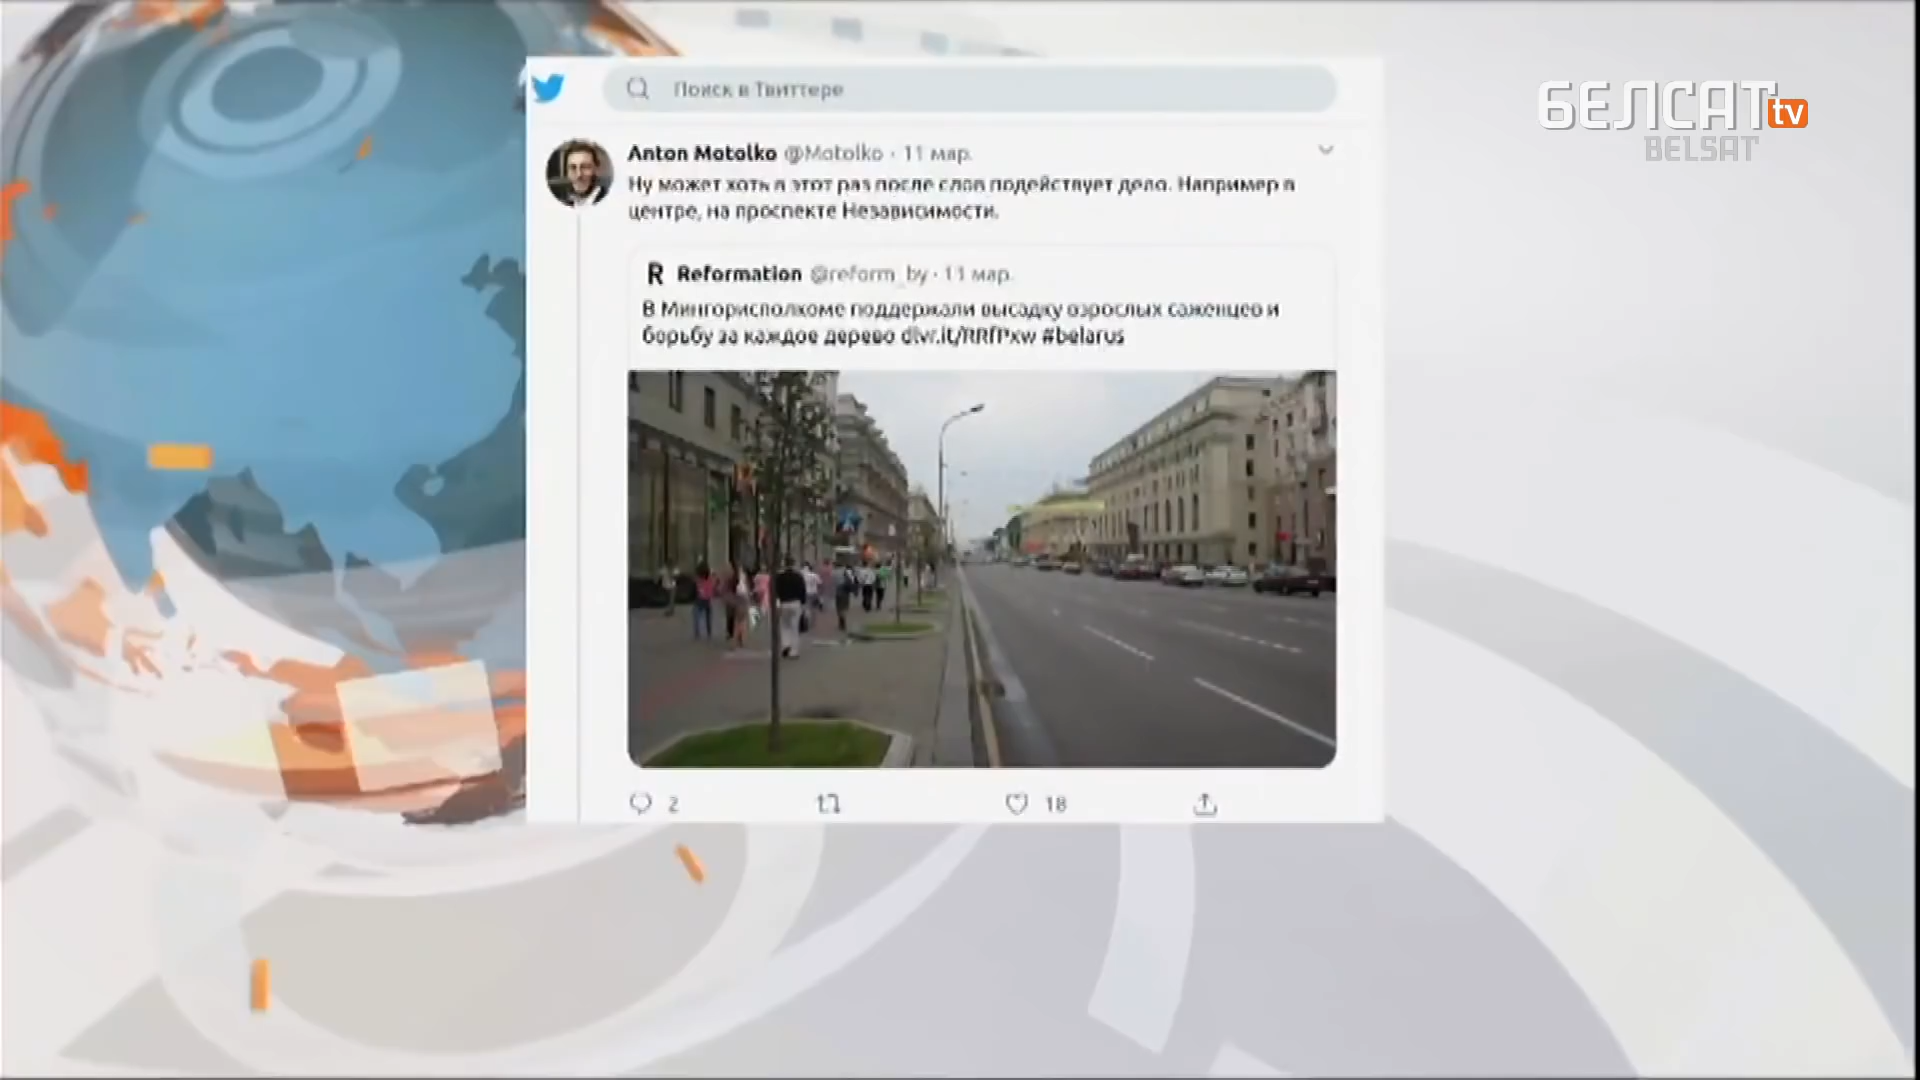 БЕЛСАТ tv
BELSAT
Поиск в Твиттере
Anton Motolko @Motolko · 11 мар.
Ну может хоть в этот раз после слов подействует дело. Например в
центре, на проспекте Независимости.
R Reformation @reform_by · 11 мар.
В Мингорисполкоме поддержали высадку взрослых саженцев и
борьбу за каждое дерево dlvr.it/RRfPxw #belarus
2
18